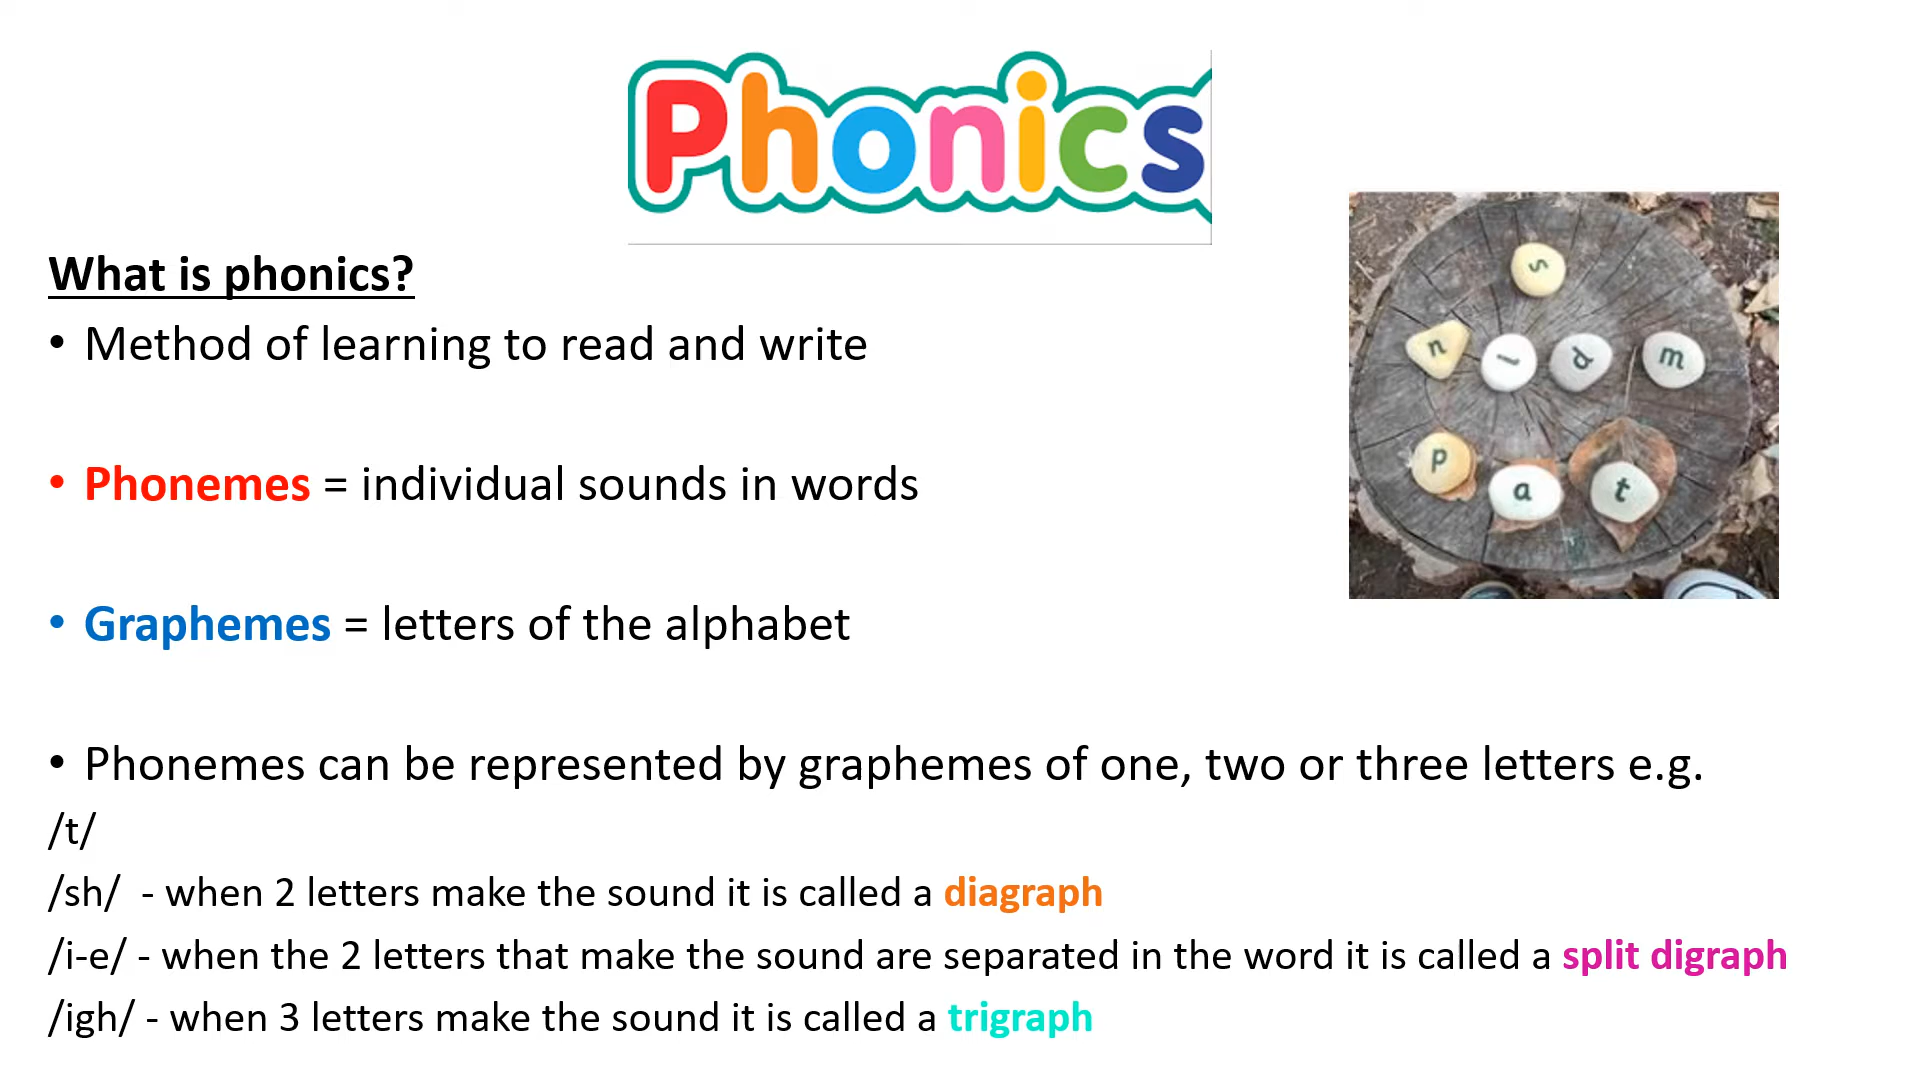 Phonics
What is phonics?
• Method of learning to read and write
• Phonemes = individual sounds in words
• Graphemes = letters of the alphabet
• Phonemes can be represented by graphemes of one, two or three letters e.g.
/t/
/sh/ - when 2 letters make the sound it is called a diagraph
/i-e/ - when the 2 letters that make the sound are separated in the word it is called a split digraph
/igh/ - when 3 letters make the sound it is called a trigraph
s
n l d m
p a t